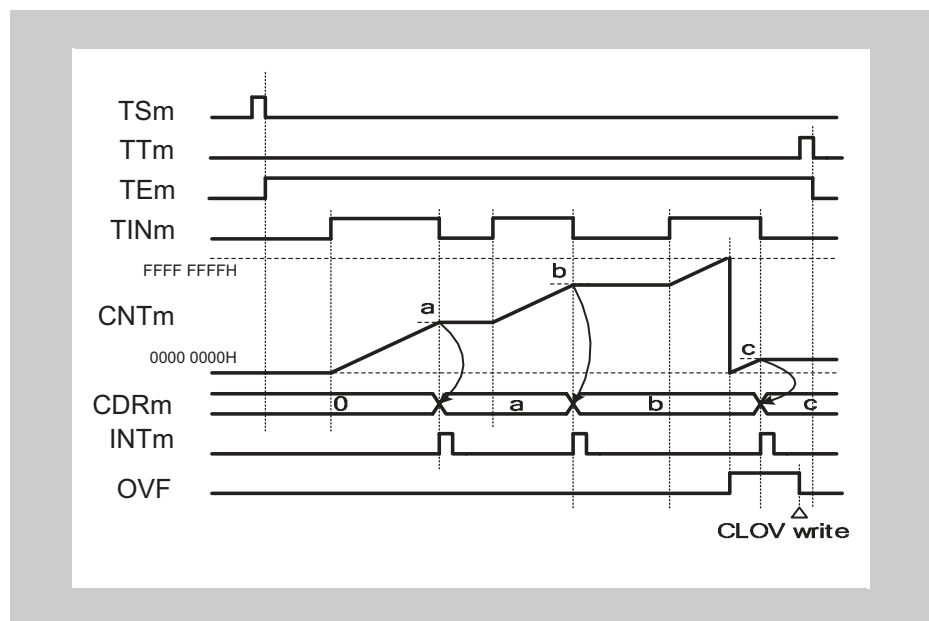 TSm
TTm
TEm
TINm
FFFF FFFFH
b
a
CNTm
c
0000 0000H
CDRm 0 a b c
INTm
OVF
CLOV write